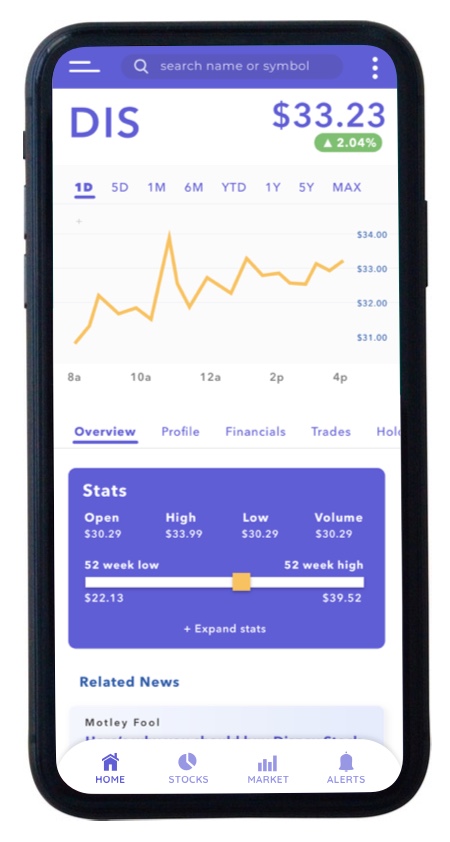 search name or symbol
DIS
$33.23
▲ 2.04%
1D 5D 1M 6M YTD 1Y 5Y MAX
+
$34.00
$33.00
$32.00
$31.00
8a 10a 12a 2p 4p
Overview Profile Financials Trades Hold
Stats
Open High Low Volume
$30.29 $33.99 $30.29 $30.29
52 week low 52 week high
$22.13 $39.52
+ Expand stats
Related News
Motley Fool
HOME STOCKS MARKET ALERTS